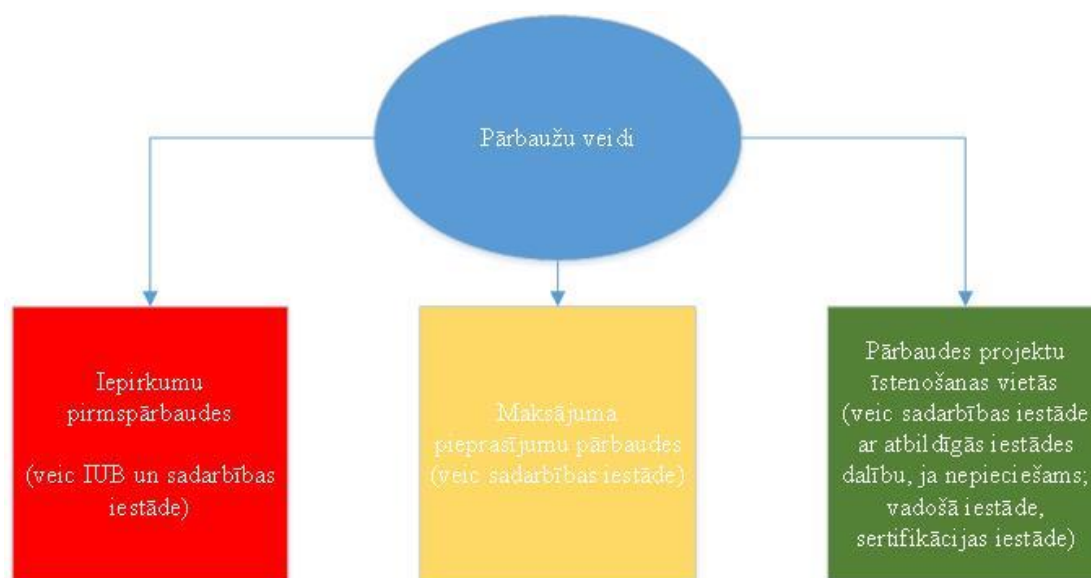 Pārbaužu veidi
Iepirkumu
pirmspārbaudes
(veic IUB un sadarbības
iestāde)
Maksājuma
pieprasījumu pārbaudes
(veic sadarbības iestāde)
Pārbaudes projektu
īstenošanas vietās
(veic sadarbības iestāde
ar atbildīgās iestādes
dalību, ja nepieciešams;
vadošā iestāde,
sertifikācijas iestāde)